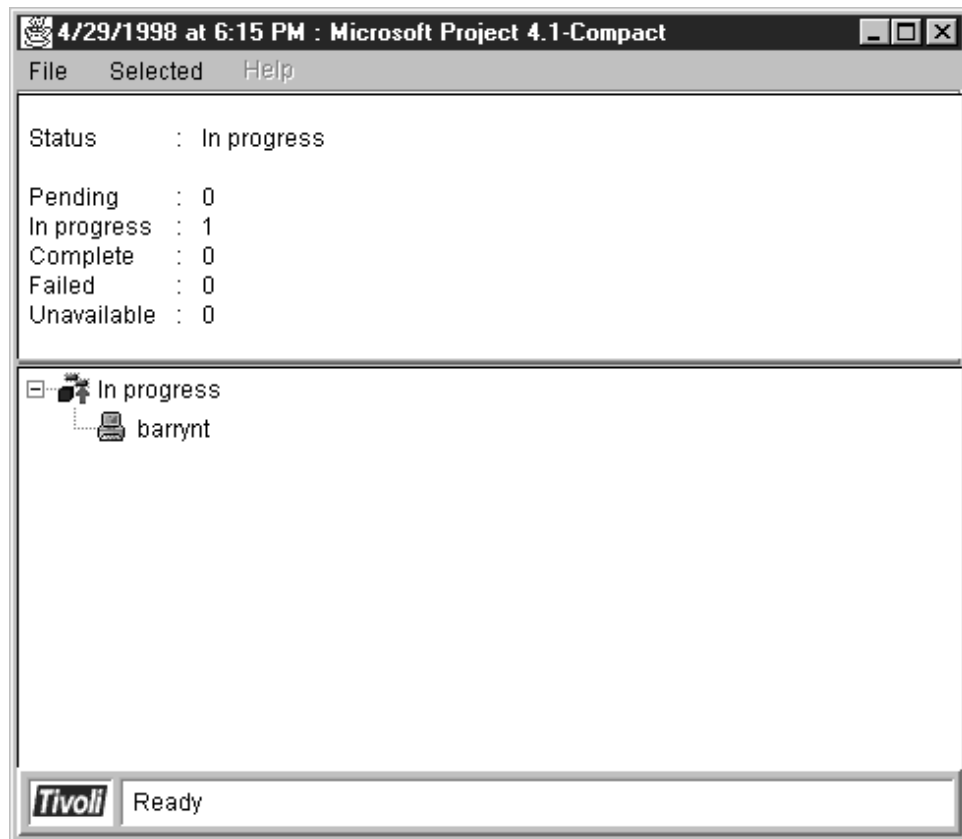 4/29/1998 at 6:15 PM : Microsoft Project 4.1-Compact
File Selected Help
Status : In progress
Pending : 0
In progress : 1
Complete : 0
Failed : 0
Unavailable : 0
In progress
barrynt
Tivoli Ready